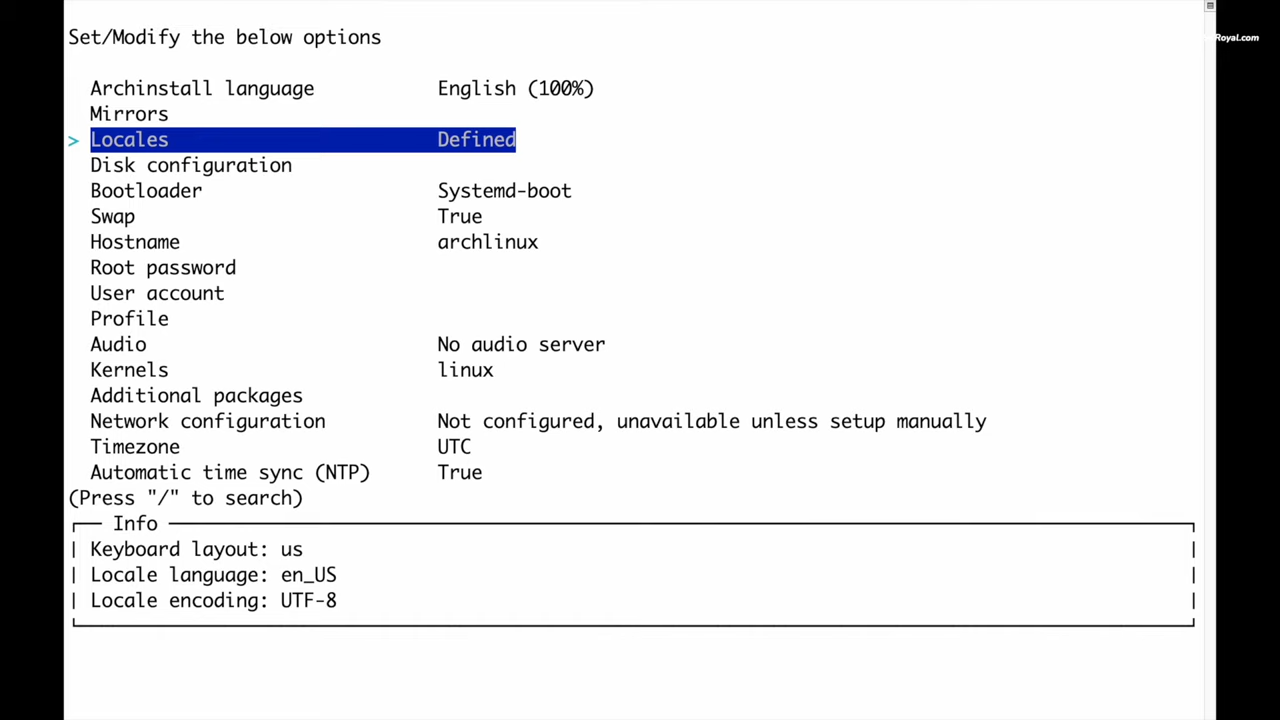 Set/Modify the below options
Royal.com
Archinstall language English (100%)
Mirrors
> Locales Defined
Disk configuration
Bootloader Systemd-boot
Swap True
Hostname archlinux
Root password
User account
Profile
Audio No audio server
Kernels linux
Additional packages
Network configuration Not configured, unavailable unless setup manually
Timezone UTC
Automatic time sync (NTP) True
(Press "/" to search)
Info
Keyboard layout: us
Locale language: en_US
Locale encoding: UTF-8